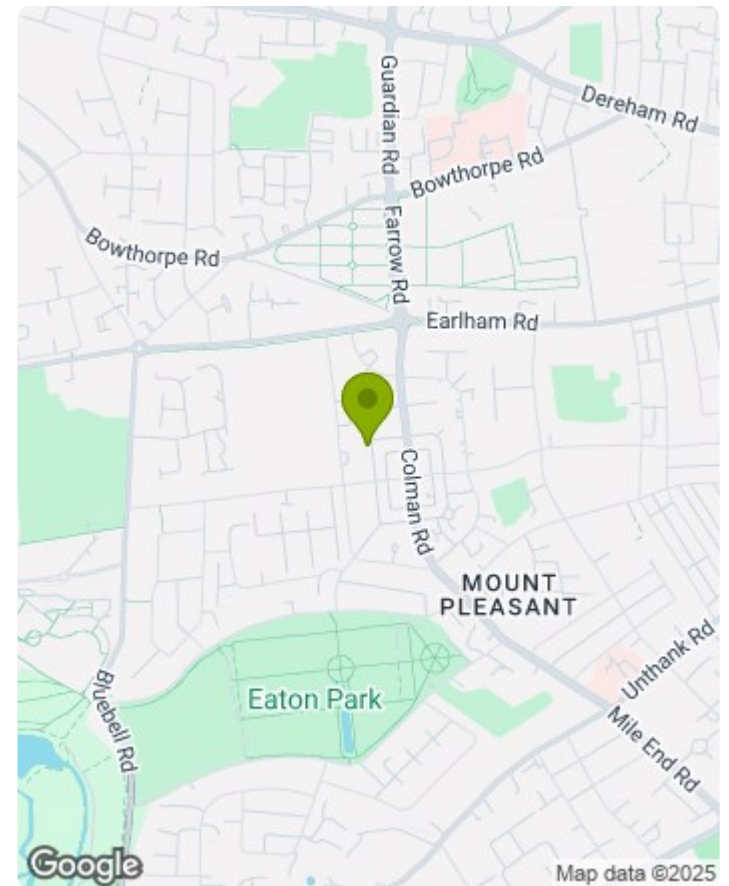 Guardian Rd
Dereham Rd
Bowthorpe Rd
Bowthorpe Rd
Farrow Rd
Earlham Rd
Colman Rd
MOUNT
PLEASANT
Unthank Rd
Bluebell Rd
Eaton Park
Mile End Rd
Google
Map data ©2025